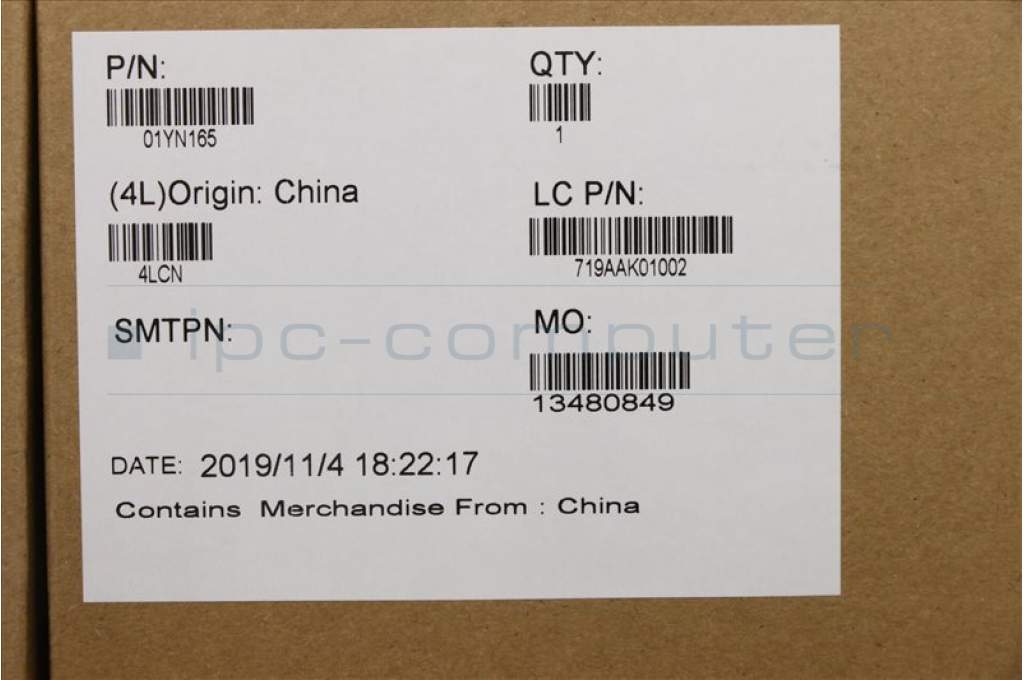 P/N:
01YN165
QTY:
1
(4L)Origin: China
4LCN
LC P/N:
719AAK01002
SMTPN:
MO:
13480849
ipc-computer
DATE: 2019/11/4 18:22:17
Contains Merchandise From : China